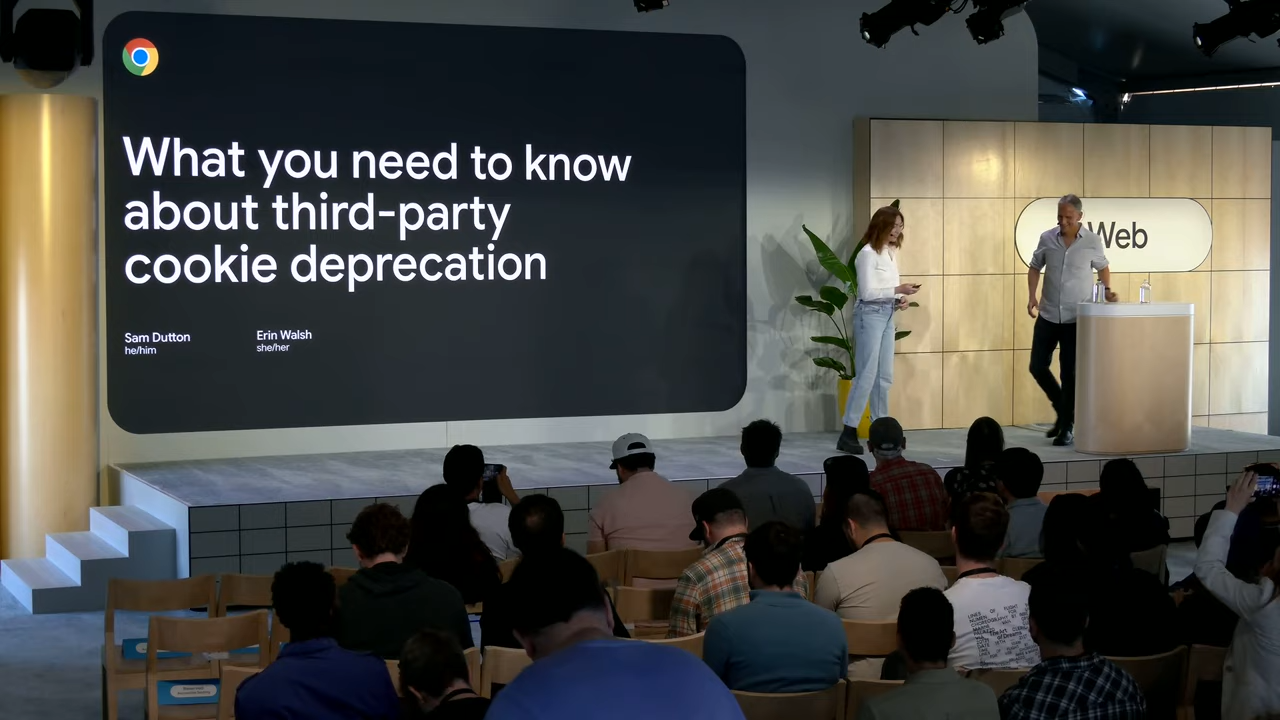 What you need to know
about third-party
cookie deprecation
Sam Dutton
he/him
Erin Walsh
she/her
Web